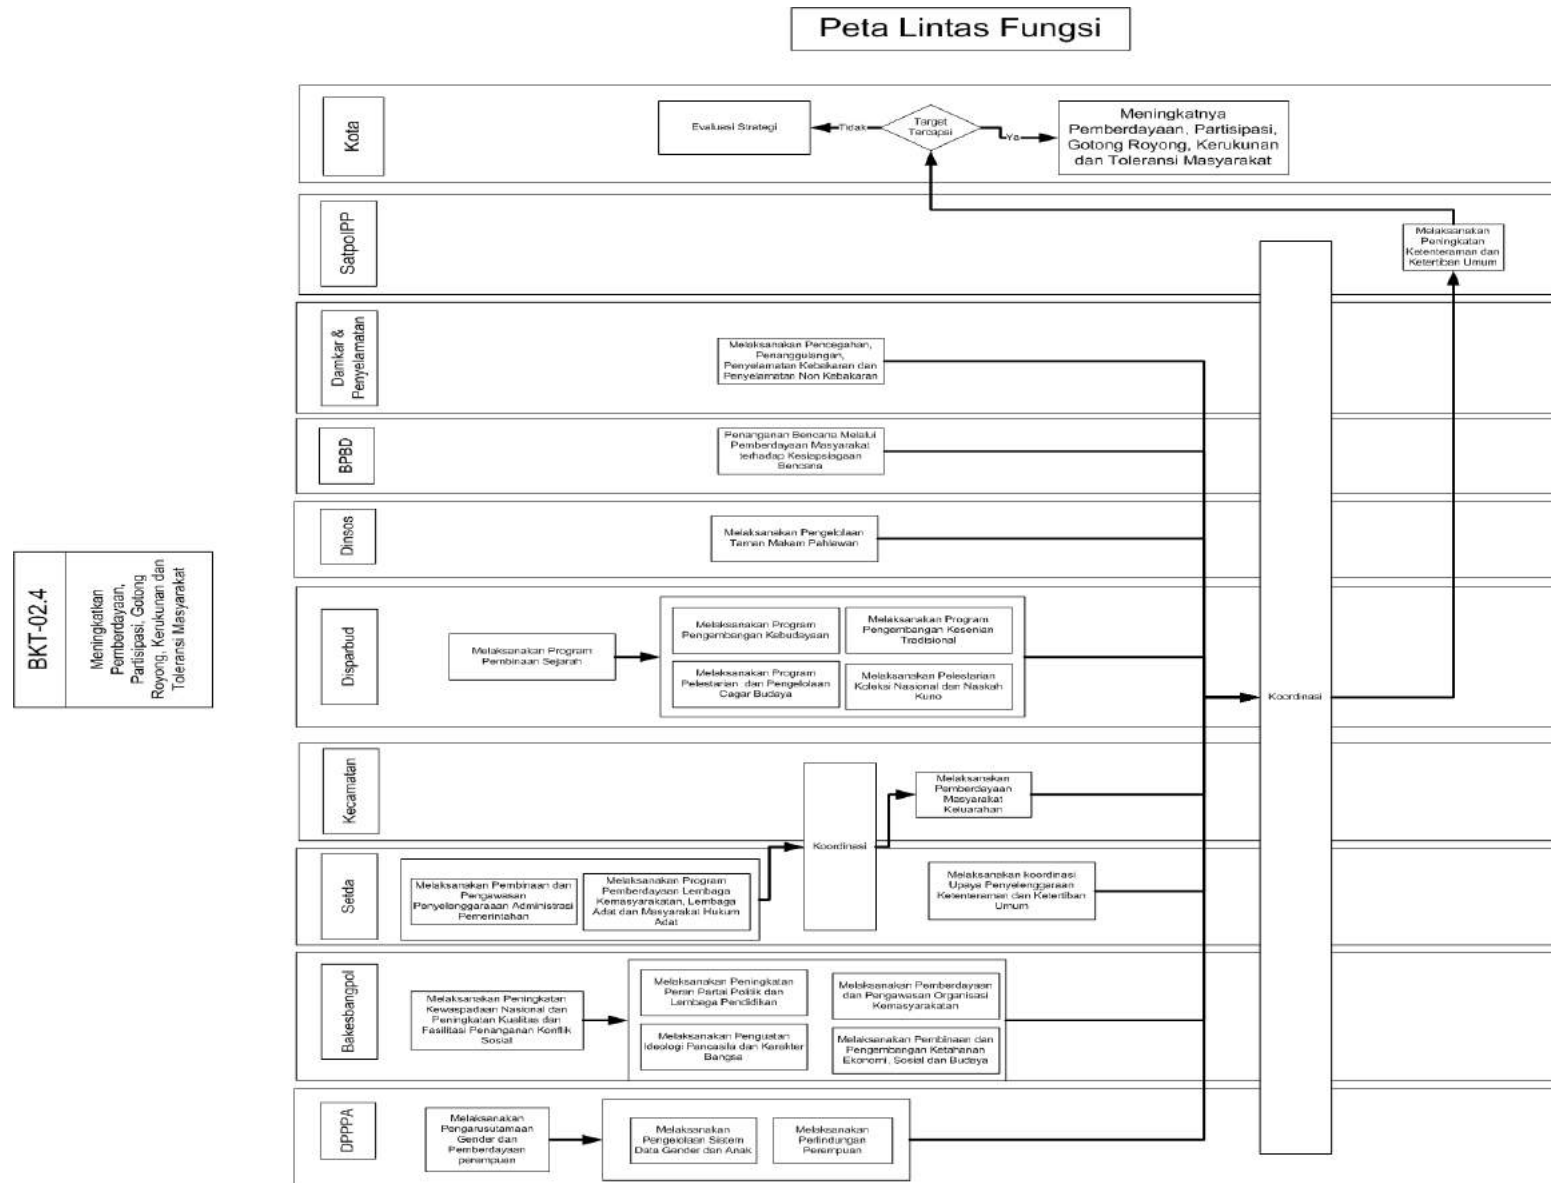 Peta Lintas Fungsi
BKT-02.4
Meningkatkan
Pemberdayaan,
Partisipasi, Gotong
Royong, Kerukunan dan
Toleransi Masyarakat
Kota
Evaluasi Strategi
Tidak
Target
Tercapsi
Ya
Meningkatnya
Pemberdayaan, Partisipasi,
Gotong Royong, Kerukunan
dan Toleransi Masyarakat
SatpolPP
Melaksanakan
Peningkatan
Ketenteraman dan
Ketertiban Umum
Damkar &
Penyelamatan
Melaksanakan Pencegahan,
Penanggulangan,
Penyelamatan Kebakaran dan
Penyelamatan Non Kebakaran
BPBD
Penanganan Bencana Melalui
Pemberdayaan Masyarakat
terhadap Kesiapsiagaan
Bencana
Dinsos
Melaksanakan Pengelolaan
Taman Makam Pahlawan
Disparbud
Melaksanakan Program
Pembinaan Sejarah
Melaksanakan Program
Pengembangan Kebudayaan
Melaksanakan Program
Pengembangan Kesenian
Tradisional
Melaksanakan Program
Pelestarian dan Pengelolaan
Cagar Budaya
Melaksanakan Pelestarian
Koleksi Nasional dan Naskah
Kuno
Koordinasi
Kecamatan
Koordinasi
Melaksanakan
Pemberdayaan
Masyarakat
Keluarahan
Setda
Melaksanakan Pembinaan dan
Pengawasan
Penyelenggaraaan Administrasi
Pemerintahan
Melaksanakan Program
Pemberdayaan Lembaga
Kemasyarakatan, Lembaga
Adat dan Masyarakat Hukum
Adat
Melaksanakan koordinasi
Upaya Penyelenggaraan
Ketenteraman dan Ketertiban
Umum
Bakesbangpol
Melaksanakan Peningkatan
Kewaspadaan Nasional dan
Peningkatan Kualitas dan
Fasilitasi Penanganan Konflik
Sosial
Melaksanakan Peningkatan
Peran Partai Politik dan
Lembaga Pendidikan
Melaksanakan Pemberdayaan
dan Pengawasan Organisasi
Kemasyarakatan
Melaksanakan Penguatan
Ideologi Pancasila dan Karakter
Bangsa
Melaksanakan Pembinaan dan
Pengembangan Ketahanan
Ekonomi, Sosial dan Budaya
DPPPA
Melaksanakan
Pengarusutamaan
Gender dan
Pemberdayaan
perempuan
Melaksanakan
Pengelolaan Sistem
Data Gender dan Anak
Melaksanakan
Perlindungan
Perempuan